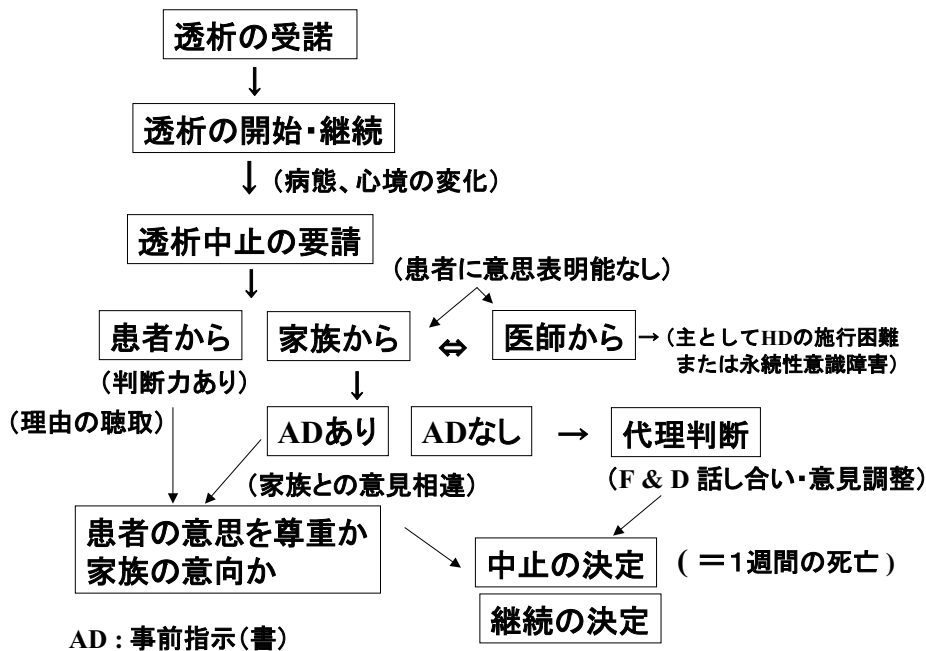 透析の受諾
↓
透析の開始・継続
↓ (病態、心境の変化)
透析中止の要請
↓
(患者に意思表明能なし)
患者から
家族から
⇔
医師から
→ (主としてHDの施行困難
または永続性意識障害)
(判断力あり)
↓
(理由の聴取)
ADあり
ADなし
→
代理判断
(家族との意見相違)
(F & D 話し合い・意見調整)
患者の意思を尊重か
家族の意向か
中止の決定
( =1週間の死亡 )
継続の決定
AD : 事前指示(書)